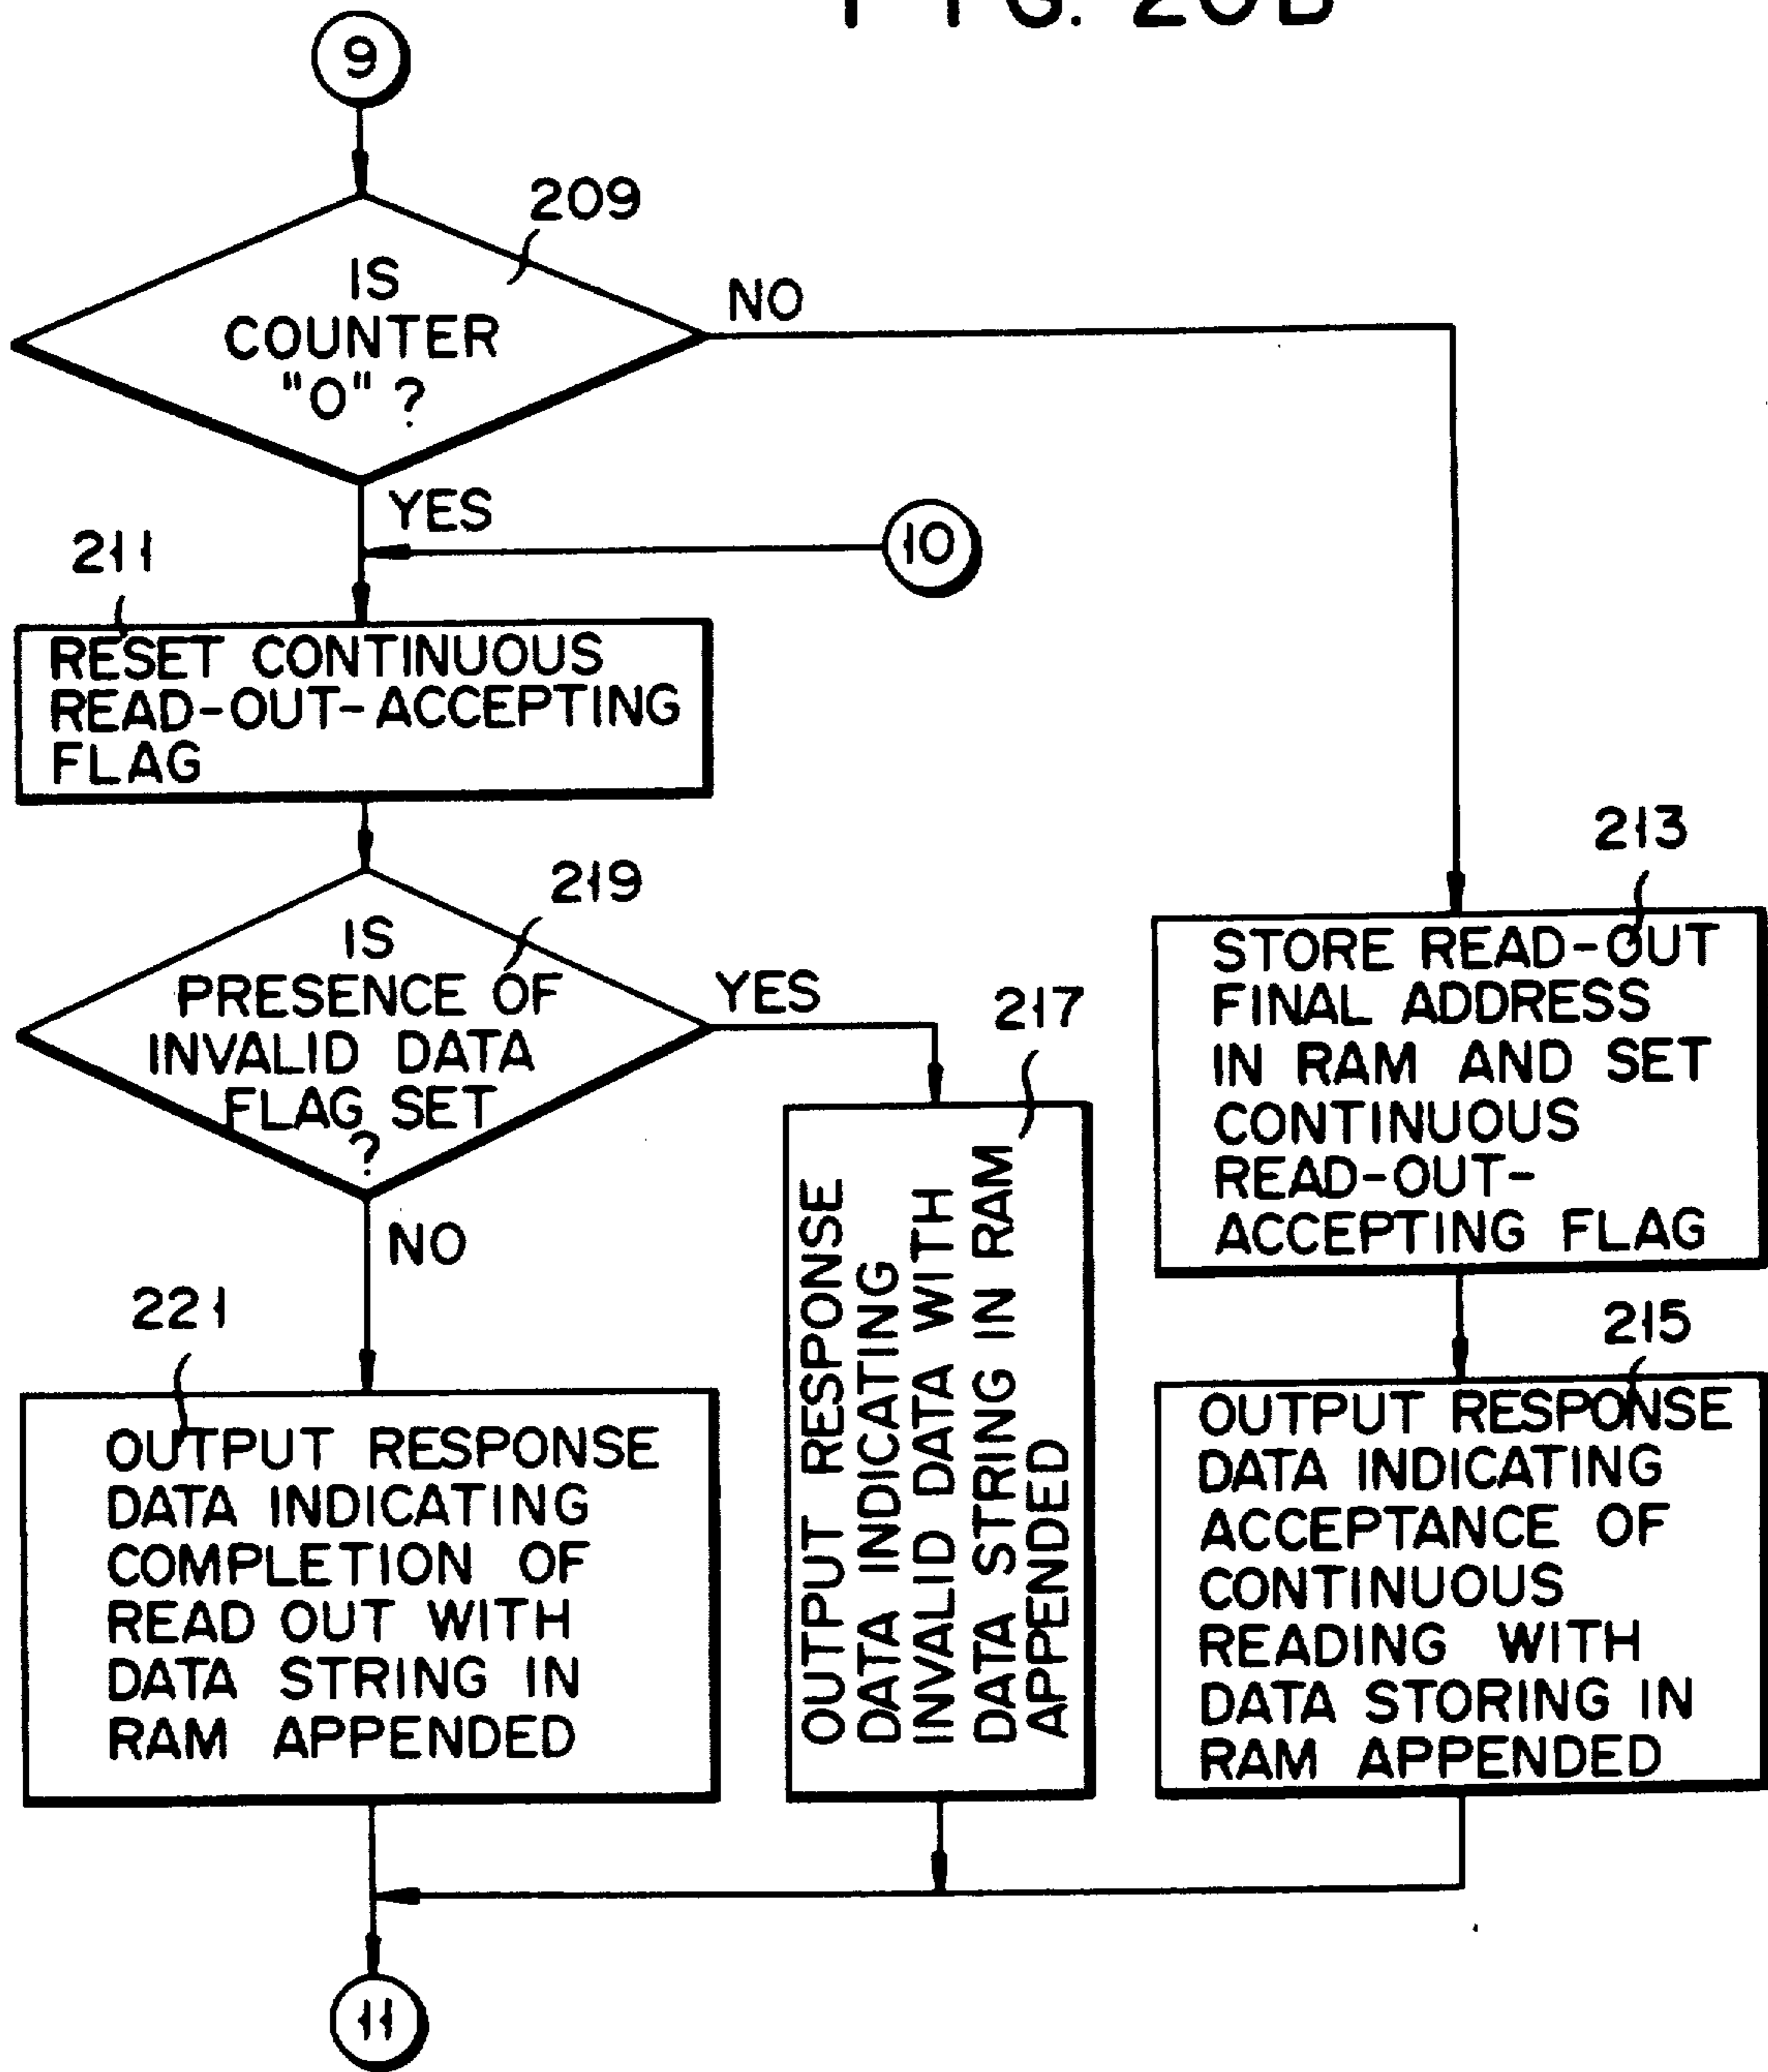 FIG. 20B
9
209
IS
COUNTER
"0" ?
NO
YES
10
211
RESET CONTINUOUS
READ-OUT-ACCEPTING
FLAG
219
IS
PRESENCE OF
INVALID DATA
FLAG SET
?
YES
NO
217
OUTPUT RESPONSE
DATA INDICATING
INVALID DATA WITH
DATA STRING IN RAM
APPENDED
213
STORE READ-OUT
FINAL ADDRESS
IN RAM AND SET
CONTINUOUS
READ-OUT-
ACCEPTING FLAG
221
OUTPUT RESPONSE
DATA INDICATING
COMPLETION OF
READ OUT WITH
DATA STRING IN
RAM APPENDED
215
OUTPUT RESPONSE
DATA INDICATING
ACCEPTANCE OF
CONTINUOUS
READING WITH
DATA STORING IN
RAM APPENDED
11